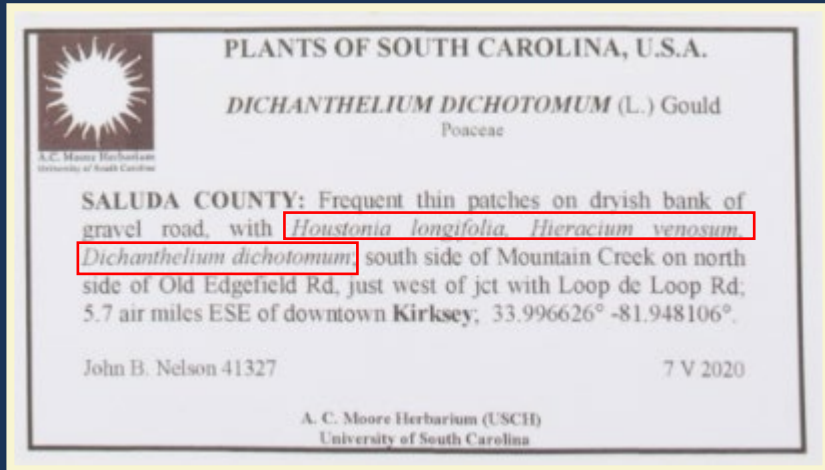 PLANTS OF SOUTH CAROLINA, U.S.A.
DICHANTHELIUM DICHOTOMUM (L.) Gould
Poaceae
A.C. Moore Herbarium
University of South Carolina
SALUDA COUNTY: Frequent thin patches on dryish bank of
gravel road, with Houstonia longifolia, Hieracium venosum,
Dichanthelium dichotomum; south side of Mountain Creek on north
side of Old Edgefield Rd, just west of jct with Loop de Loop Rd;
5.7 air miles ESE of downtown Kirksey; 33.996626° -81.948106°.
John B. Nelson 41327
7 V 2020
A. C. Moore Herbarium (USCH)
University of South Carolina